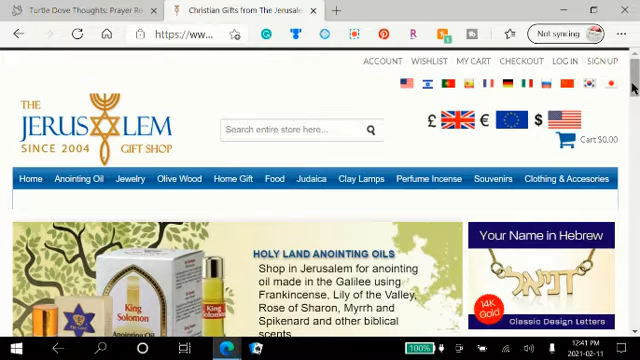 Turtle Dove Thoughts: Prayer Re
Christian Gifts from The Jerusale
https://ww...
Not syncing
ACCOUNT WISHLIST MY CART CHECKOUT LOG IN SIGN UP
THE
JERUSALEM
SINCE 2004 GIFT SHOP
Search entire store here...
£ € $
Cart $0.00
Home Anointing Oil Jewelry Olive Wood Home Gift Food Judaica Clay Lamps Perfume Incense Souvenirs Clothing & Accesories
HOLY LAND ANOINTING OILS
Shop in Jerusalem for anointing
oil made in the Galilee using
Frankincense, Lily of the Valley,
Rose of Sharon, Myrrh and
Spikenard and other biblical
scents
King
Solomon
Anointing Oil
King
Solomon
Your Name in Hebrew
דניאל
14K
Gold
Classic Design Letters
100%
12:41 PM
2021-02-11